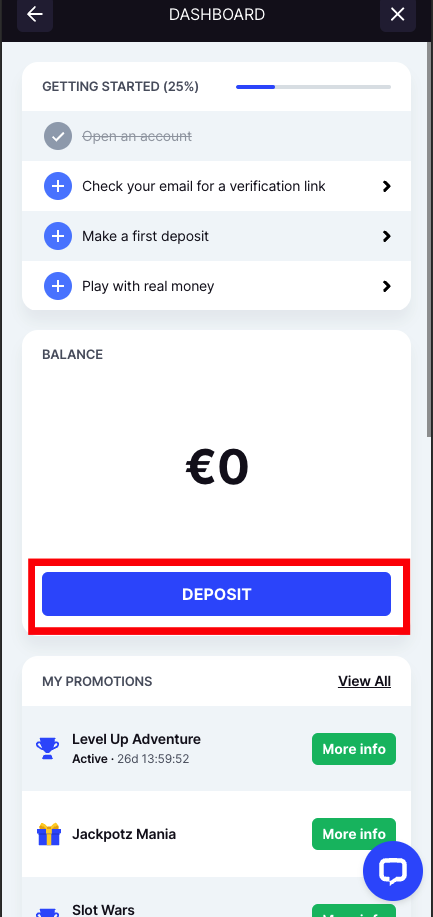 DASHBOARD
GETTING STARTED (25%)
Open an account
Check your email for a verification link
Make a first deposit
Play with real money
BALANCE
€0
DEPOSIT
MY PROMOTIONS View All
Level Up Adventure
Active · 26d 13:59:52
More info
Jackpotz Mania
More info
Slot Wars
More info